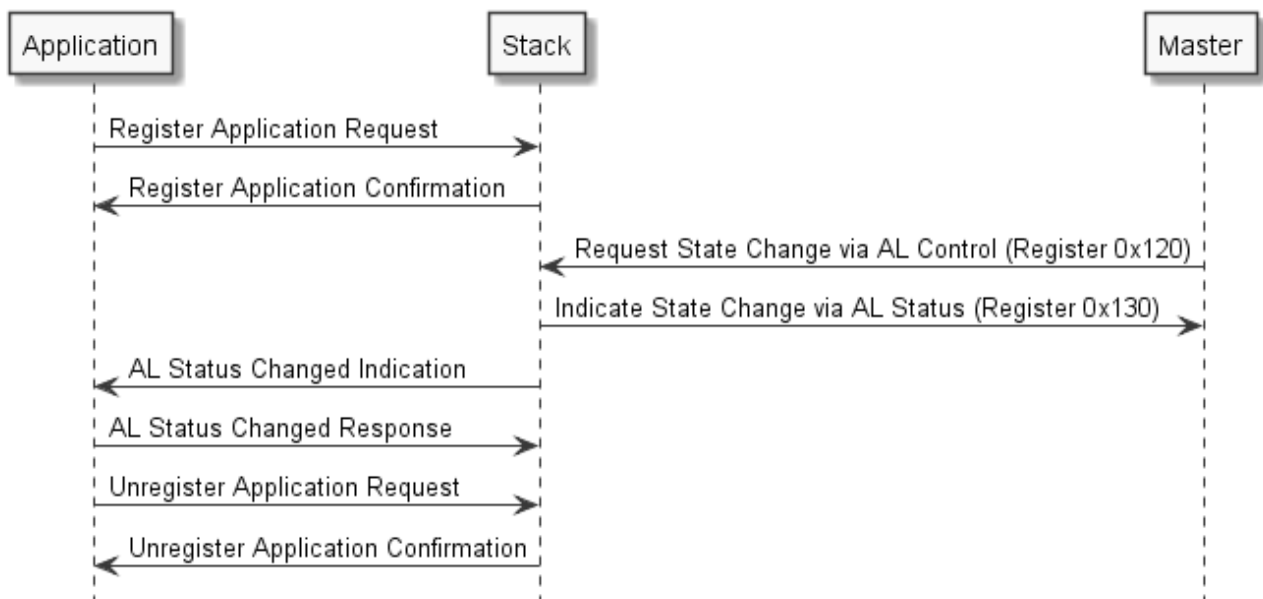 Application
Stack
Master
Register Application Request
Register Application Confirmation
Request State Change via AL Control (Register 0x120)
Indicate State Change via AL Status (Register 0x130)
AL Status Changed Indication
AL Status Changed Response
Unregister Application Request
Unregister Application Confirmation